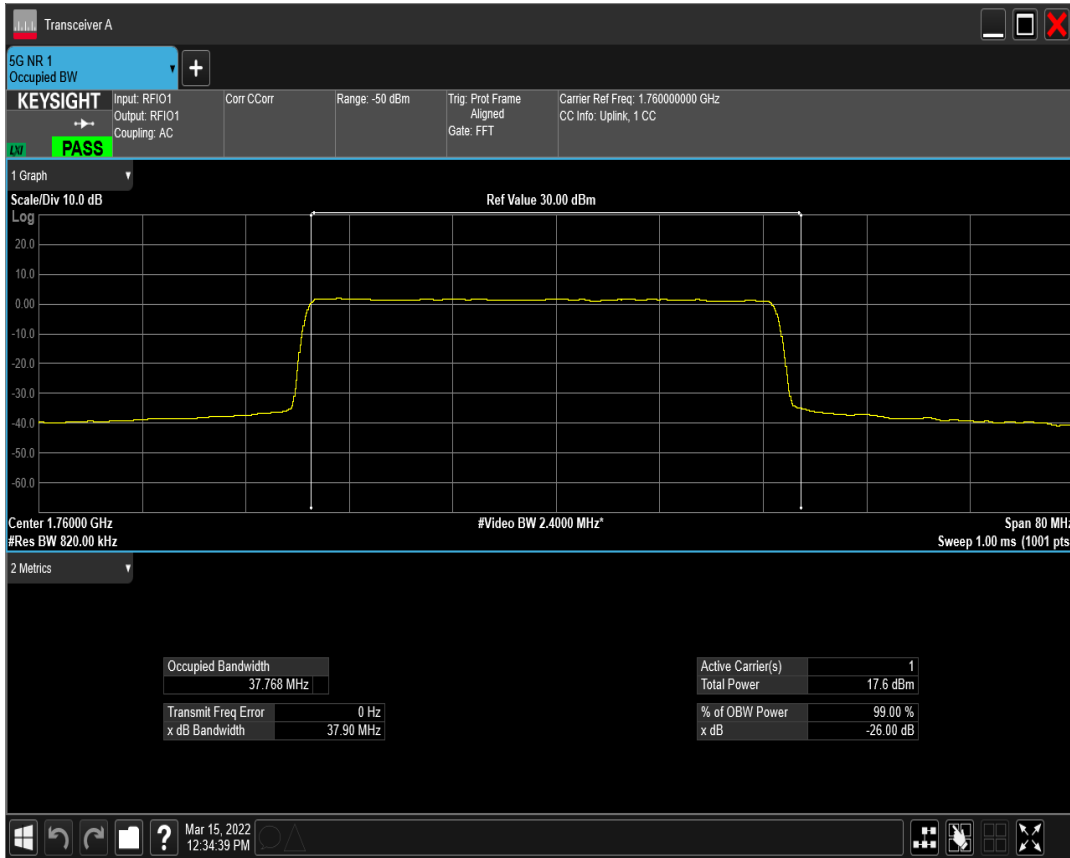 Transceiver A
5G NR 1
Occupied BW
KEYSIGHT
LXI
PASS
Input: RFIO1
Output: RFIO1
Coupling: AC
Corr CCorr
Range: -50 dBm
Trig: Prot Frame
Aligned
Gate: FFT
Carrier Ref Freq: 1.760000000 GHz
CC Info: Uplink, 1 CC
1 Graph
Scale/Div 10.0 dB
Ref Value 30.00 dBm
Log
20.0
10.0
0.00
-10.0
-20.0
-30.0
-40.0
-50.0
-60.0
Center 1.76000 GHz
#Video BW 2.4000 MHz*
Span 80 MHz
#Res BW 820.00 kHz
Sweep 1.00 ms (1001 pts
2 Metrics
Occupied Bandwidth
37.768 MHz
Transmit Freq Error 0 Hz
x dB Bandwidth 37.90 MHz
Active Carrier(s) 1
Total Power 17.6 dBm
% of OBW Power 99.00 %
x dB -26.00 dB
Mar 15, 2022
12:34:39 PM